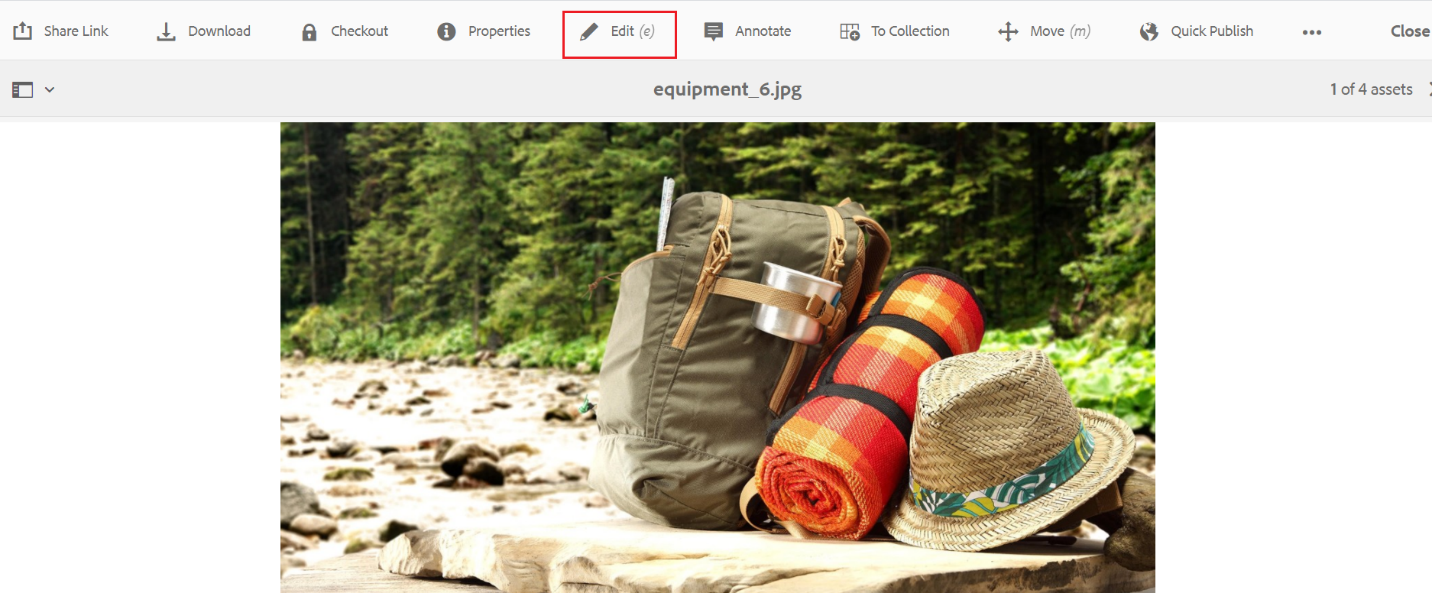 Share Link Download Checkout Properties Edit (e) Annotate To Collection Move (m) Quick Publish ••• Close
equipment_6.jpg 1 of 4 assets